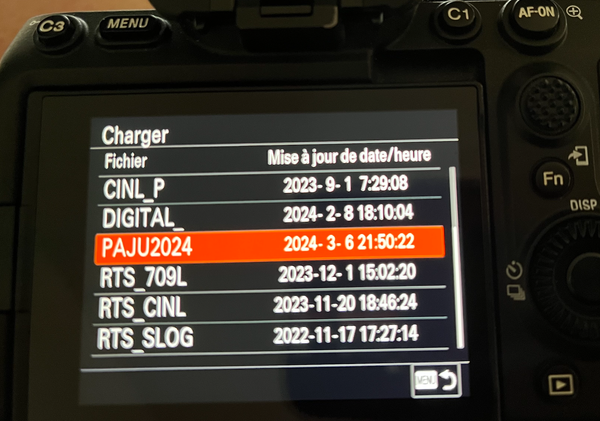 C3 MENU C1 AF-ON
Charger
Fichier Mise à jour de date/heure
CINL_P 2023- 9- 1 7:29:08
DIGITAL_ 2024- 2- 8 18:10:04
PAJU2024 2024- 3- 6 21:50:22
RTS_709L 2023-12- 1 15:02:20
RTS_CINL 2023-11-20 18:46:24
RTS_SLOG 2022-11-17 17:27:14
MENU
Fn
DISP